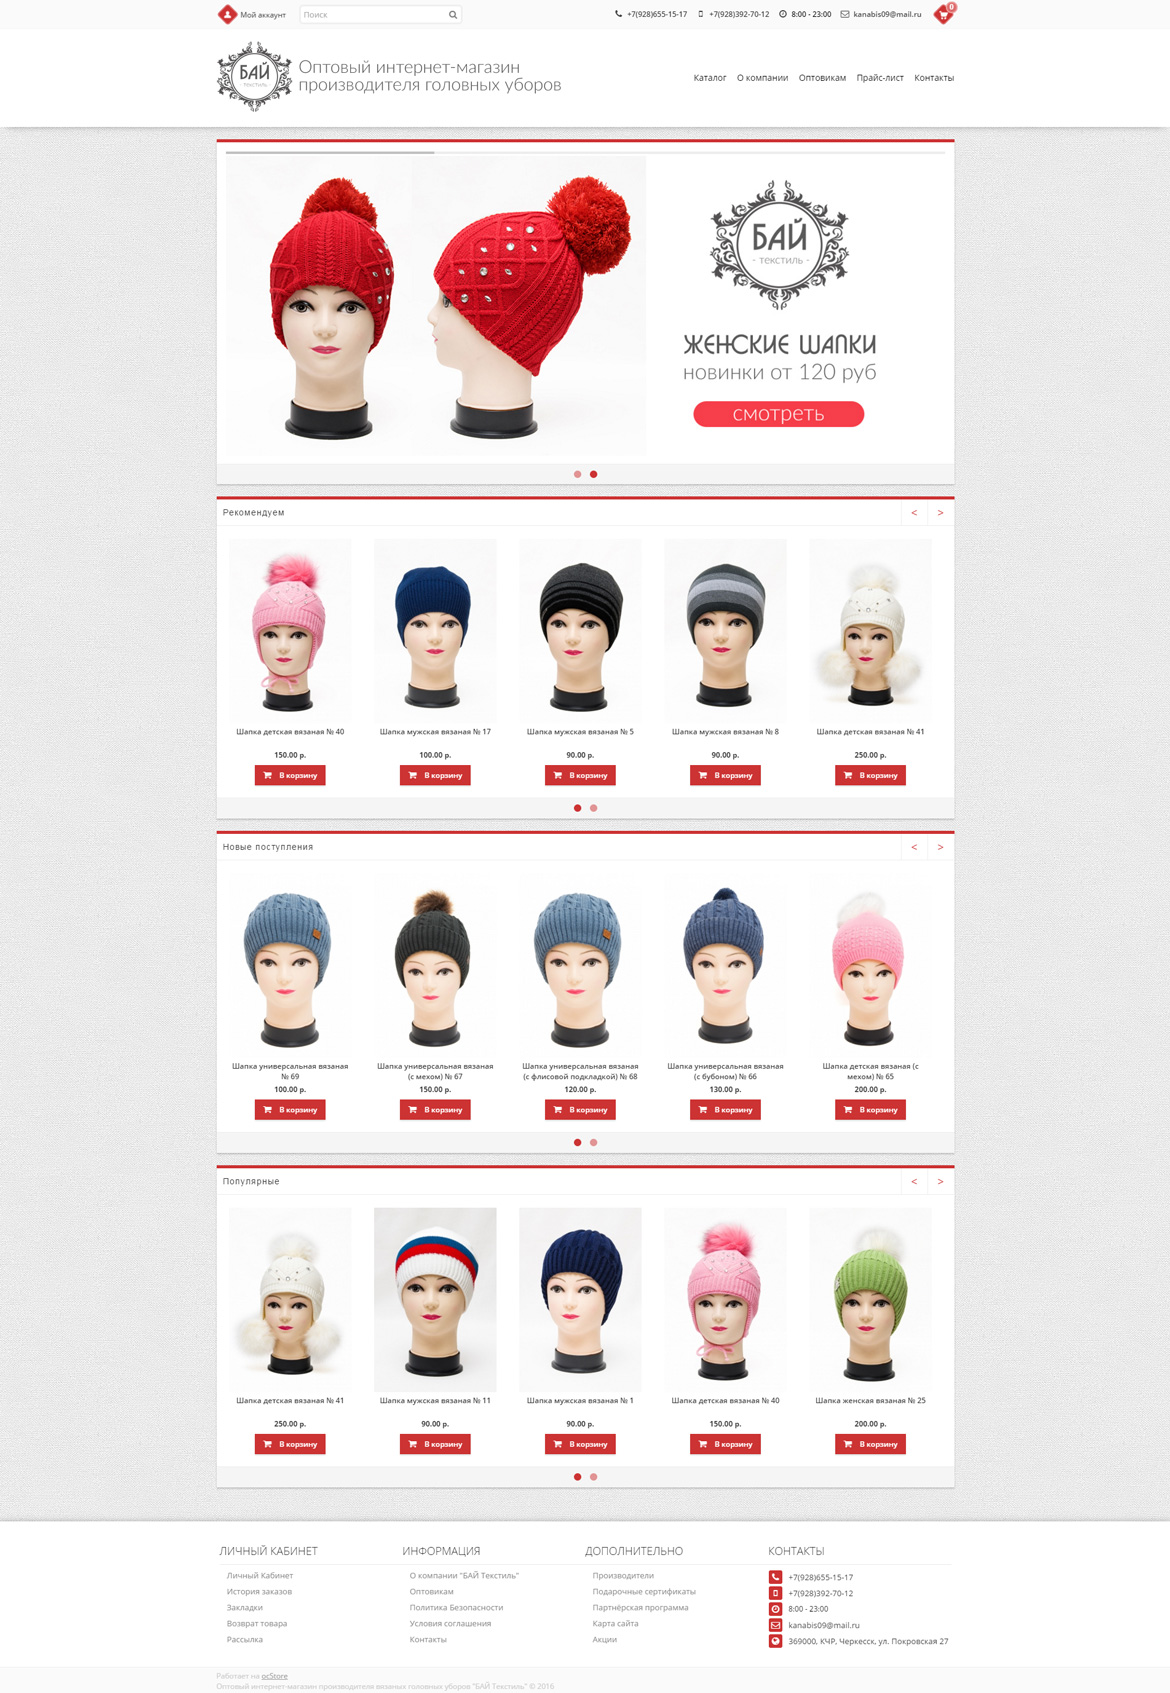 Мой аккаунт
Поиск
+7(928)655-15-17
+7(928)392-70-12
8:00 - 23:00
kanabis09@mail.ru
0
БАЙ
текстиль
Оптовый интернет-магазин
производителя головных уборов
Каталог О компании Оптовикам Прайс-лист Контакты
БАЙ
- текстиль -
ЖЕНСКИЕ ШАПКИ
новинки от 120 руб
смотреть
Рекомендуем
< >
Шапка детская вязаная № 40
150.00 р.
В корзину
Шапка мужская вязаная № 17
100.00 р.
В корзину
Шапка мужская вязаная № 5
90.00 р.
В корзину
Шапка мужская вязаная № 8
90.00 р.
В корзину
Шапка детская вязаная № 41
250.00 р.
В корзину
Новые поступления
< >
Шапка универсальная вязаная
№ 69
100.00 р.
В корзину
Шапка универсальная вязаная
(с мехом) № 67
150.00 р.
В корзину
Шапка универсальная вязаная
(с флисовой подкладкой) № 68
120.00 р.
В корзину
Шапка универсальная вязаная
(с бубоном) № 66
130.00 р.
В корзину
Шапка детская вязаная (с
мехом) № 65
200.00 р.
В корзину
Популярные
< >
Шапка детская вязаная № 41
250.00 р.
В корзину
Шапка мужская вязаная № 11
90.00 р.
В корзину
Шапка мужская вязаная № 1
90.00 р.
В корзину
Шапка детская вязаная № 40
150.00 р.
В корзину
Шапка женская вязаная № 25
200.00 р.
В корзину
ЛИЧНЫЙ КАБИНЕТ
Личный Кабинет
История заказов
Закладки
Возврат товара
Рассылка
ИНФОРМАЦИЯ
О компании "БАЙ Текстиль"
Оптовикам
Политика Безопасности
Условия соглашения
Контакты
ДОПОЛНИТЕЛЬНО
Производители
Подарочные сертификаты
Партнёрская программа
Карта сайта
Акции
КОНТАКТЫ
+7(928)655-15-17
+7(928)392-70-12
8:00 - 23:00
kanabis09@mail.ru
369000, КЧР, Черкесск, ул. Покровская 27
Работает на ocStore
Оптовый интернет-магазин производителя вязаных головных уборов "БАЙ Текстиль" © 2016